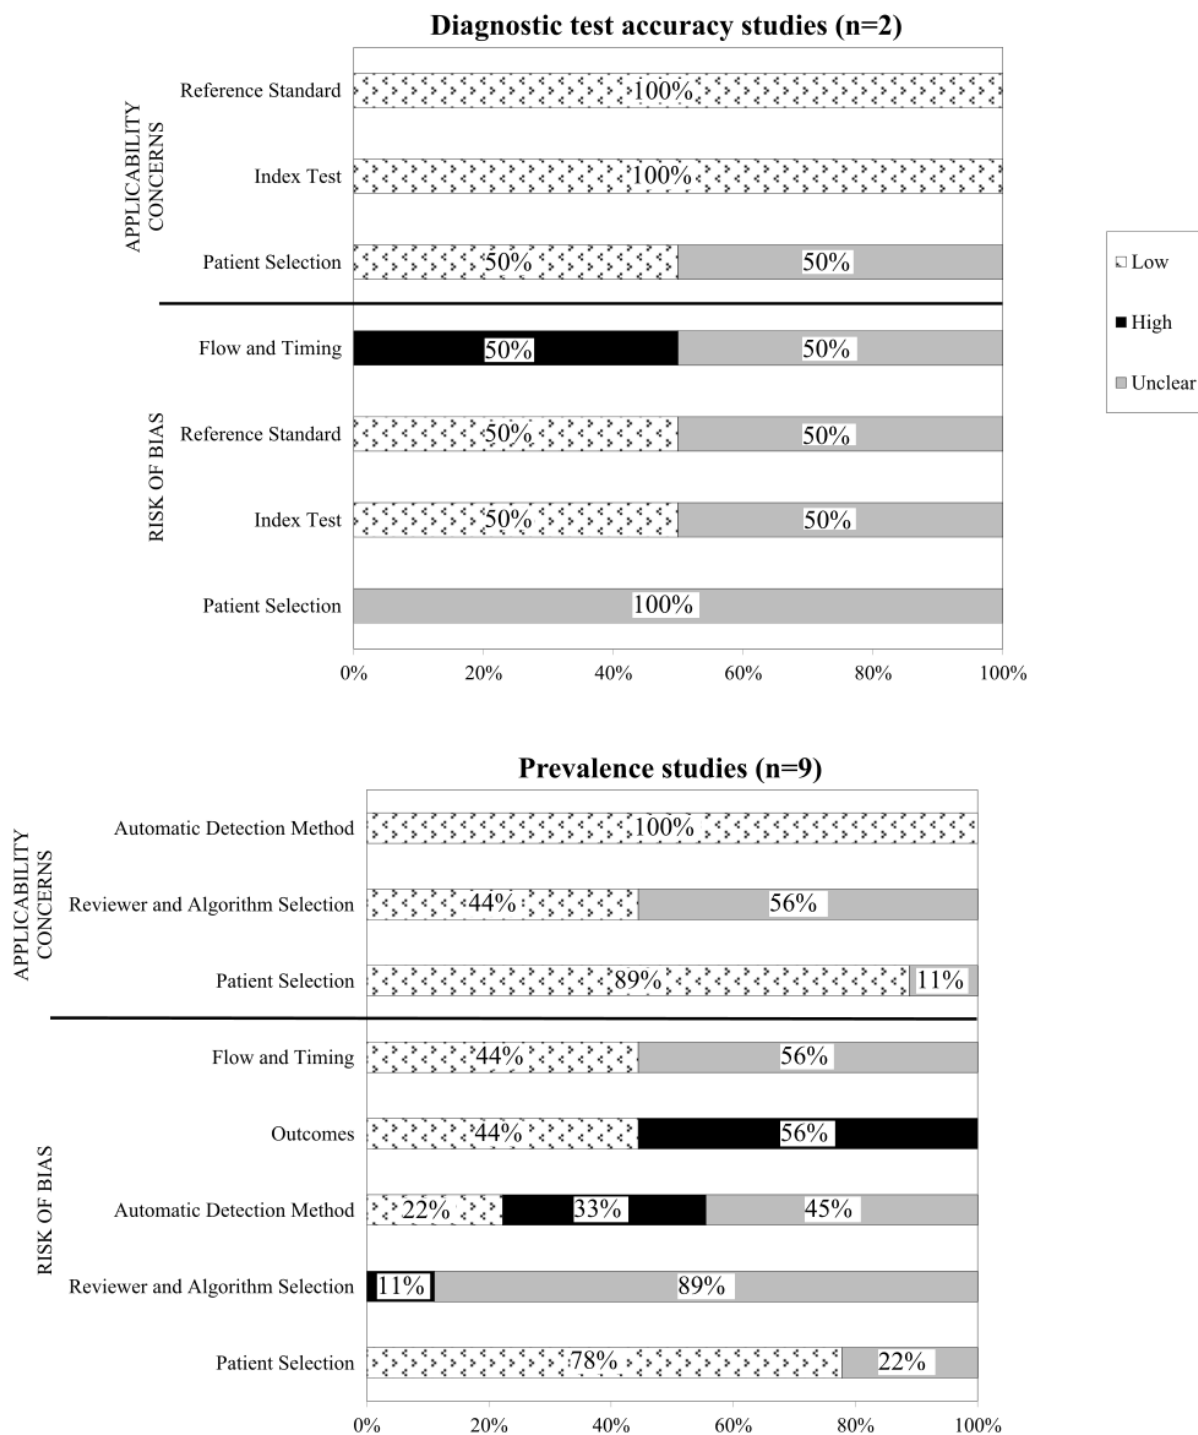 Diagnostic test accuracy studies (n=2)
APPLICABILITY
CONCERNS
Reference Standard
100%
Index Test
100%
Patient Selection
50%
50%
RISK OF BIAS
Flow and Timing
50%
50%
Reference Standard
50%
50%
Index Test
50%
50%
Patient Selection
100%
0%
20%
40%
60%
80%
100%
Low
High
Unclear
Prevalence studies (n=9)
APPLICABILITY
CONCERNS
Automatic Detection Method
100%
Reviewer and Algorithm Selection
44%
56%
Patient Selection
89%
11%
RISK OF BIAS
Flow and Timing
44%
56%
Outcomes
44%
56%
Automatic Detection Method
22%
33%
45%
Reviewer and Algorithm Selection
11%
89%
Patient Selection
78%
22%
0%
20%
40%
60%
80%
100%